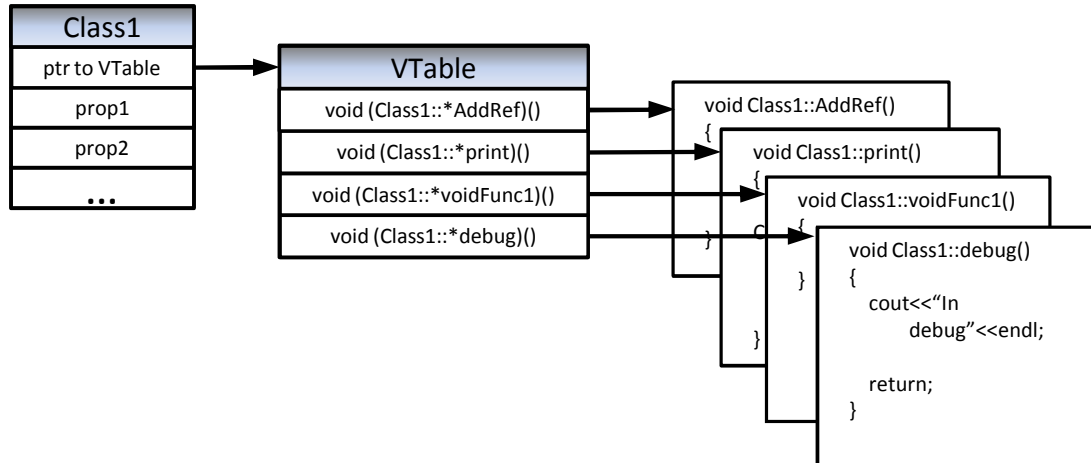 Class1
ptr to VTable
prop1
prop2
...
VTable
void (Class1::*AddRef)()
void (Class1::*print)()
void (Class1::*voidFunc1)()
void (Class1::*debug)()
void Class1::AddRef()
{
}
void Class1::print()
{
C
}
void Class1::voidFunc1()
{
}
void Class1::debug()
{
cout<<“In
debug”<<endl;
return;
}